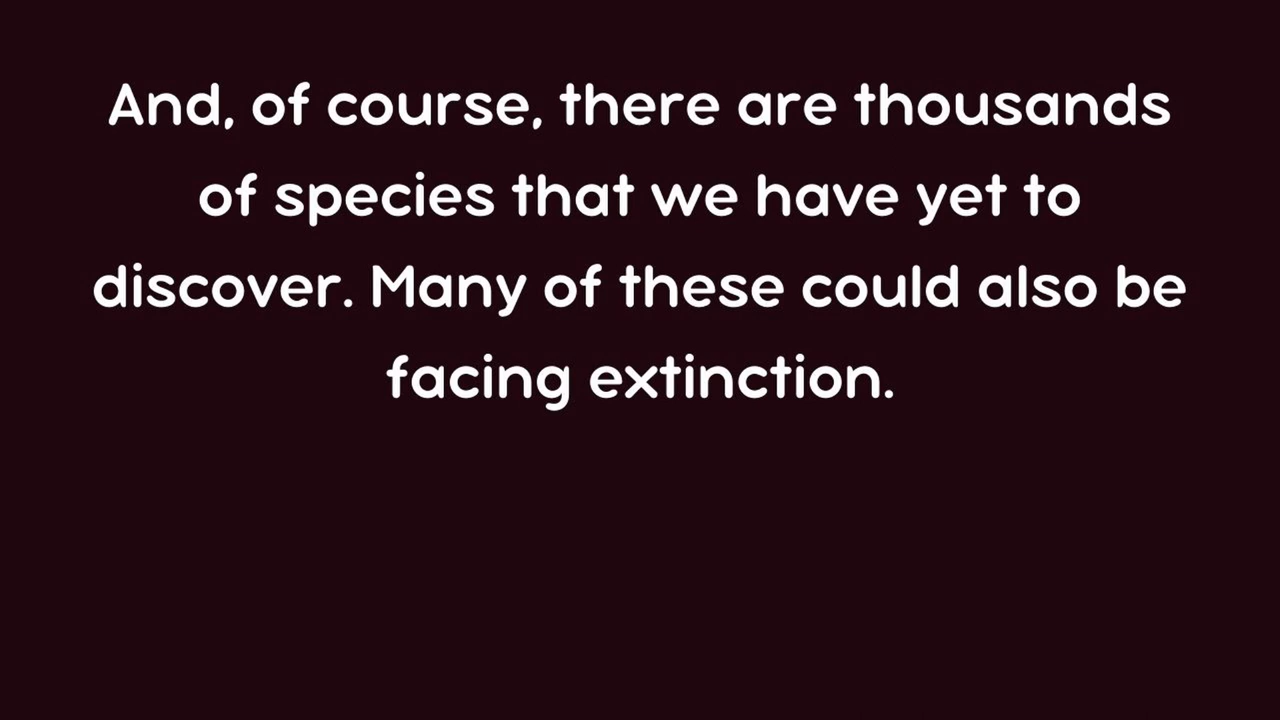 And, of course, there are thousands
of species that we have yet to
discover. Many of these could also be
facing extinction.